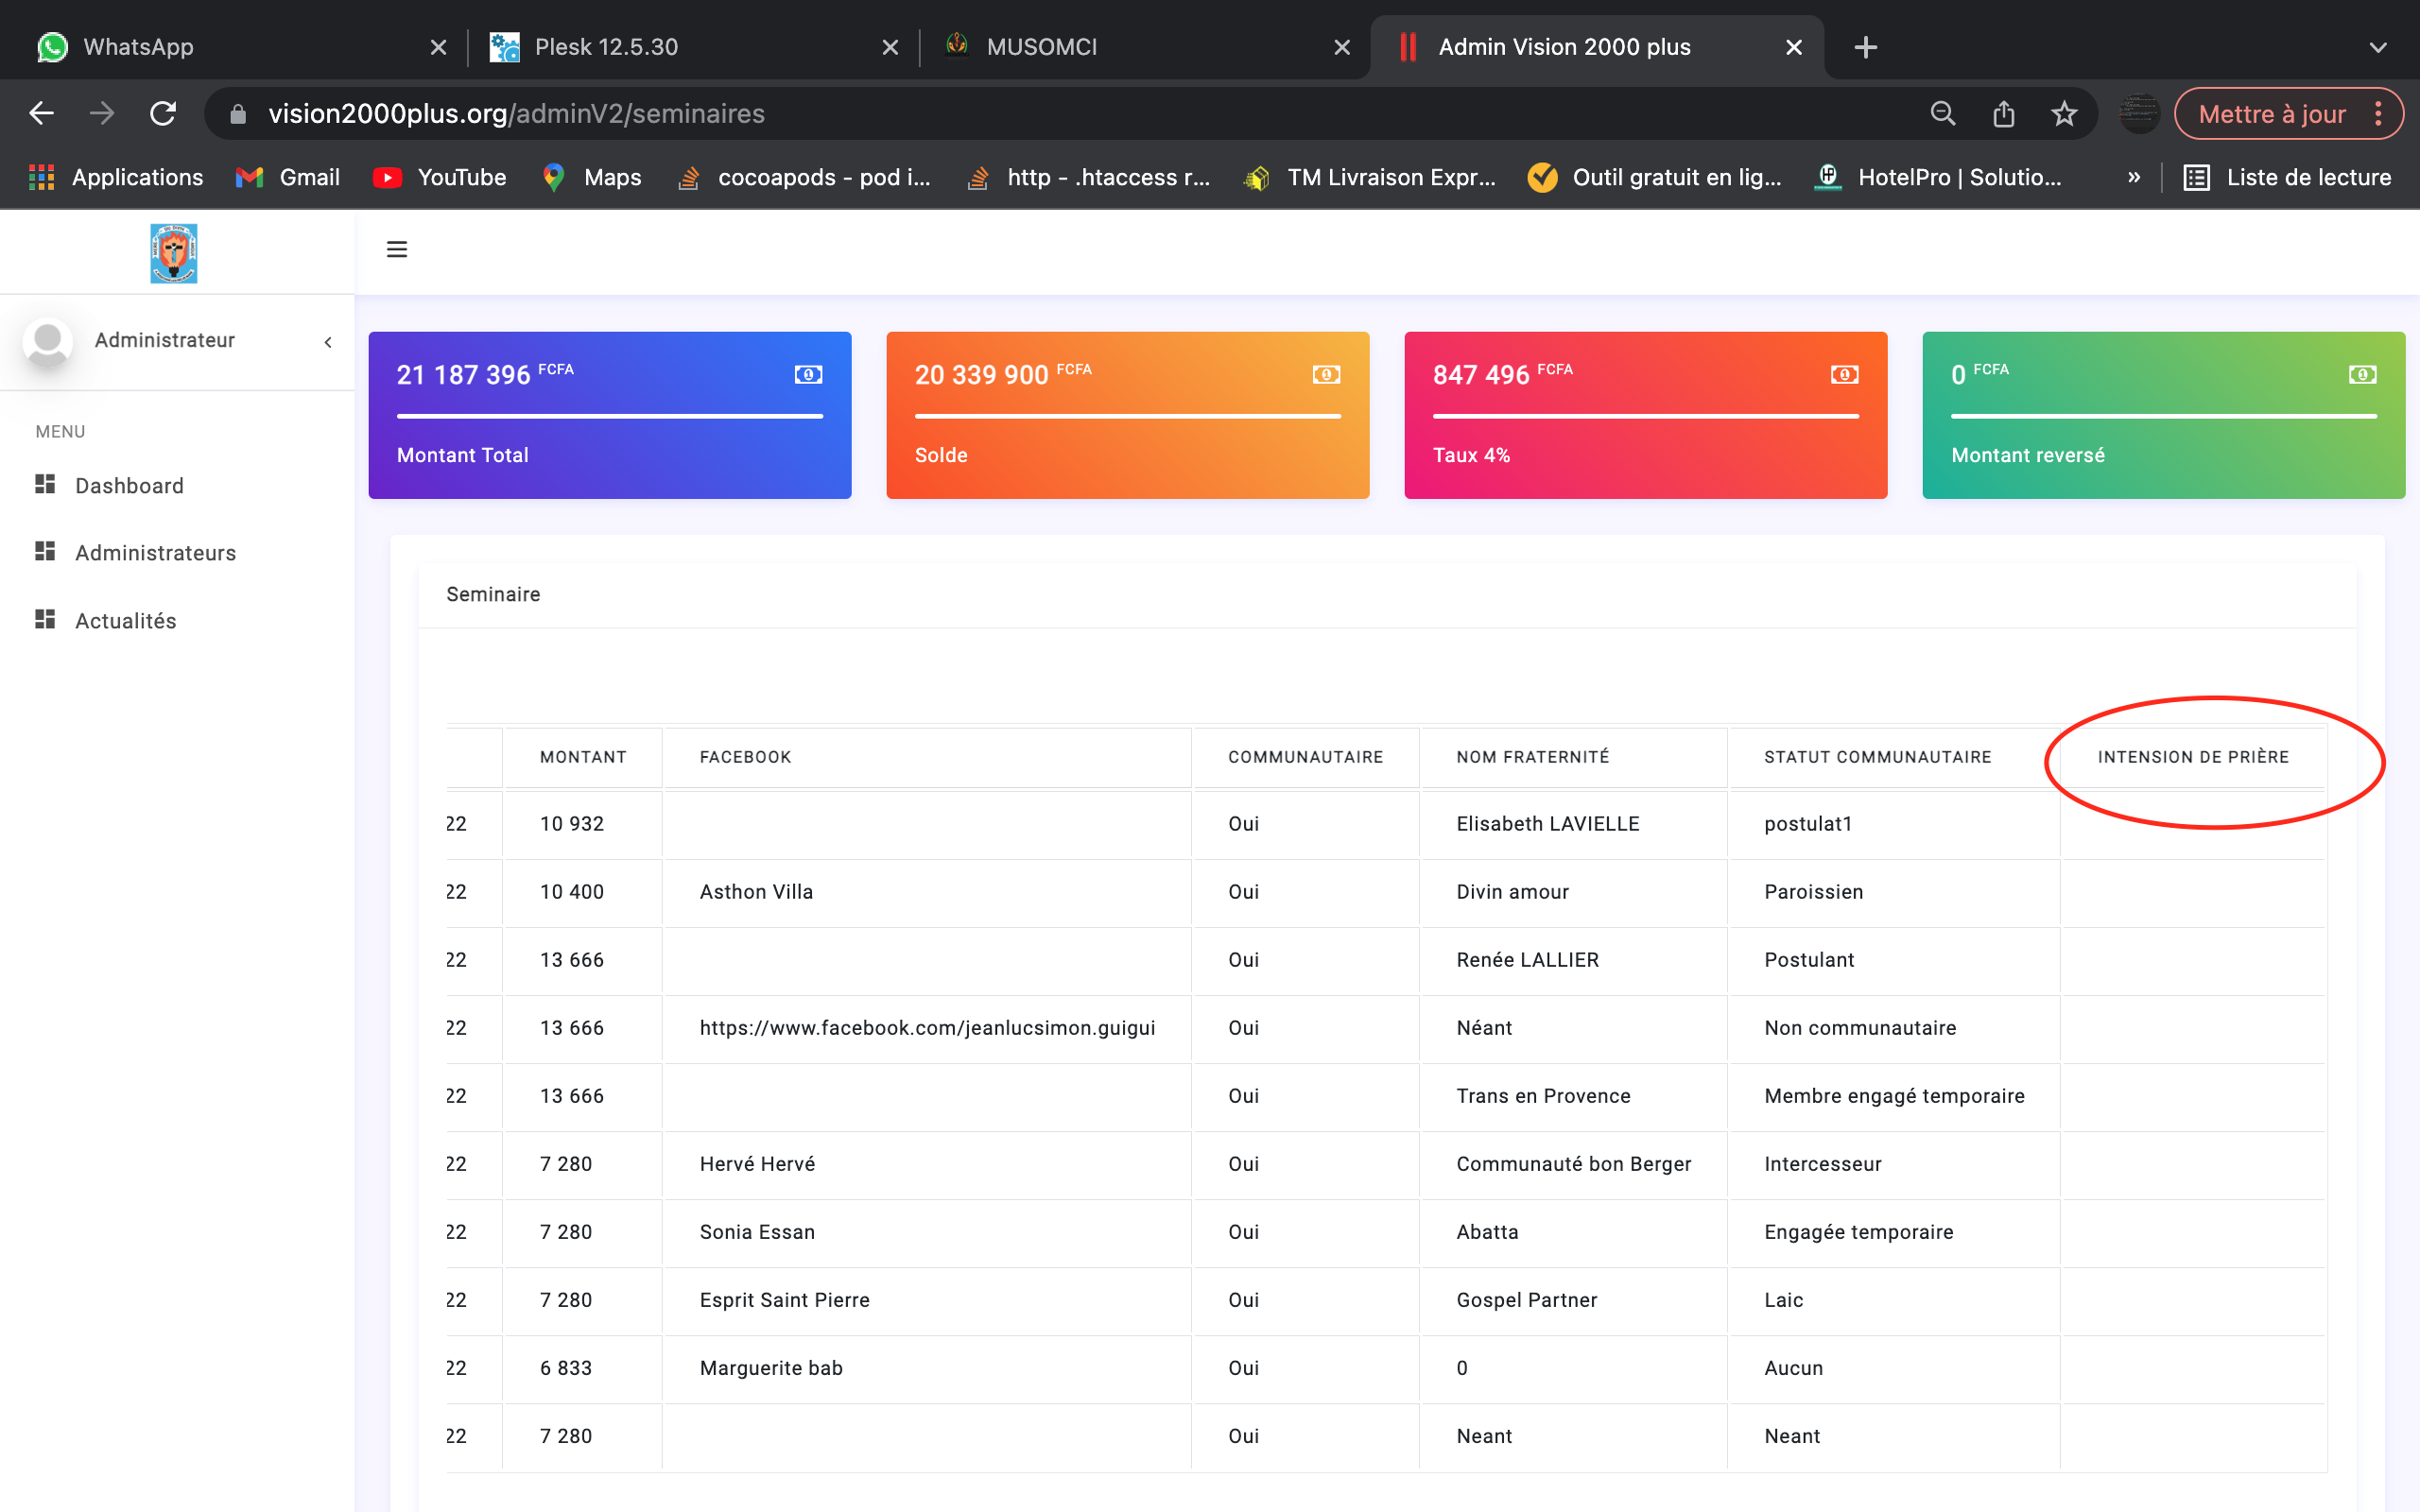 WhatsApp
Plesk 12.5.30
MUSOMCI
Admin Vision 2000 plus
vision2000plus.org/adminV2/seminaires
Mettre à jour
Applications
Gmail
YouTube
Maps
cocoapods - pod i...
http - .htaccess r...
TM Livraison Expr...
Outil gratuit en lig...
HotelPro | Solutio...
»
Liste de lecture
Administrateur
MENU
Dashboard
Administrateurs
Actualités
21 187 396 FCFA
Montant Total
20 339 900 FCFA
Solde
847 496 FCFA
Taux 4%
0 FCFA
Montant reversé
Seminaire
MONTANT FACEBOOK COMMUNAUTAIRE NOM FRATERNITÉ STATUT COMMUNAUTAIRE INTENSION DE PRIÈRE
22 10 932 Oui Elisabeth LAVIELLE postulat1
22 10 400 Asthon Villa Oui Divin amour Paroissien
22 13 666 Oui Renée LALLIER Postulant
22 13 666 https://www.facebook.com/jeanlucsimon.guigui Oui Néant Non communautaire
22 13 666 Oui Trans en Provence Membre engagé temporaire
22 7 280 Hervé Hervé Oui Communauté bon Berger Intercesseur
22 7 280 Sonia Essan Oui Abatta Engagée temporaire
22 7 280 Esprit Saint Pierre Oui Gospel Partner Laic
22 6 833 Marguerite bab Oui 0 Aucun
22 7 280 Oui Neant Neant